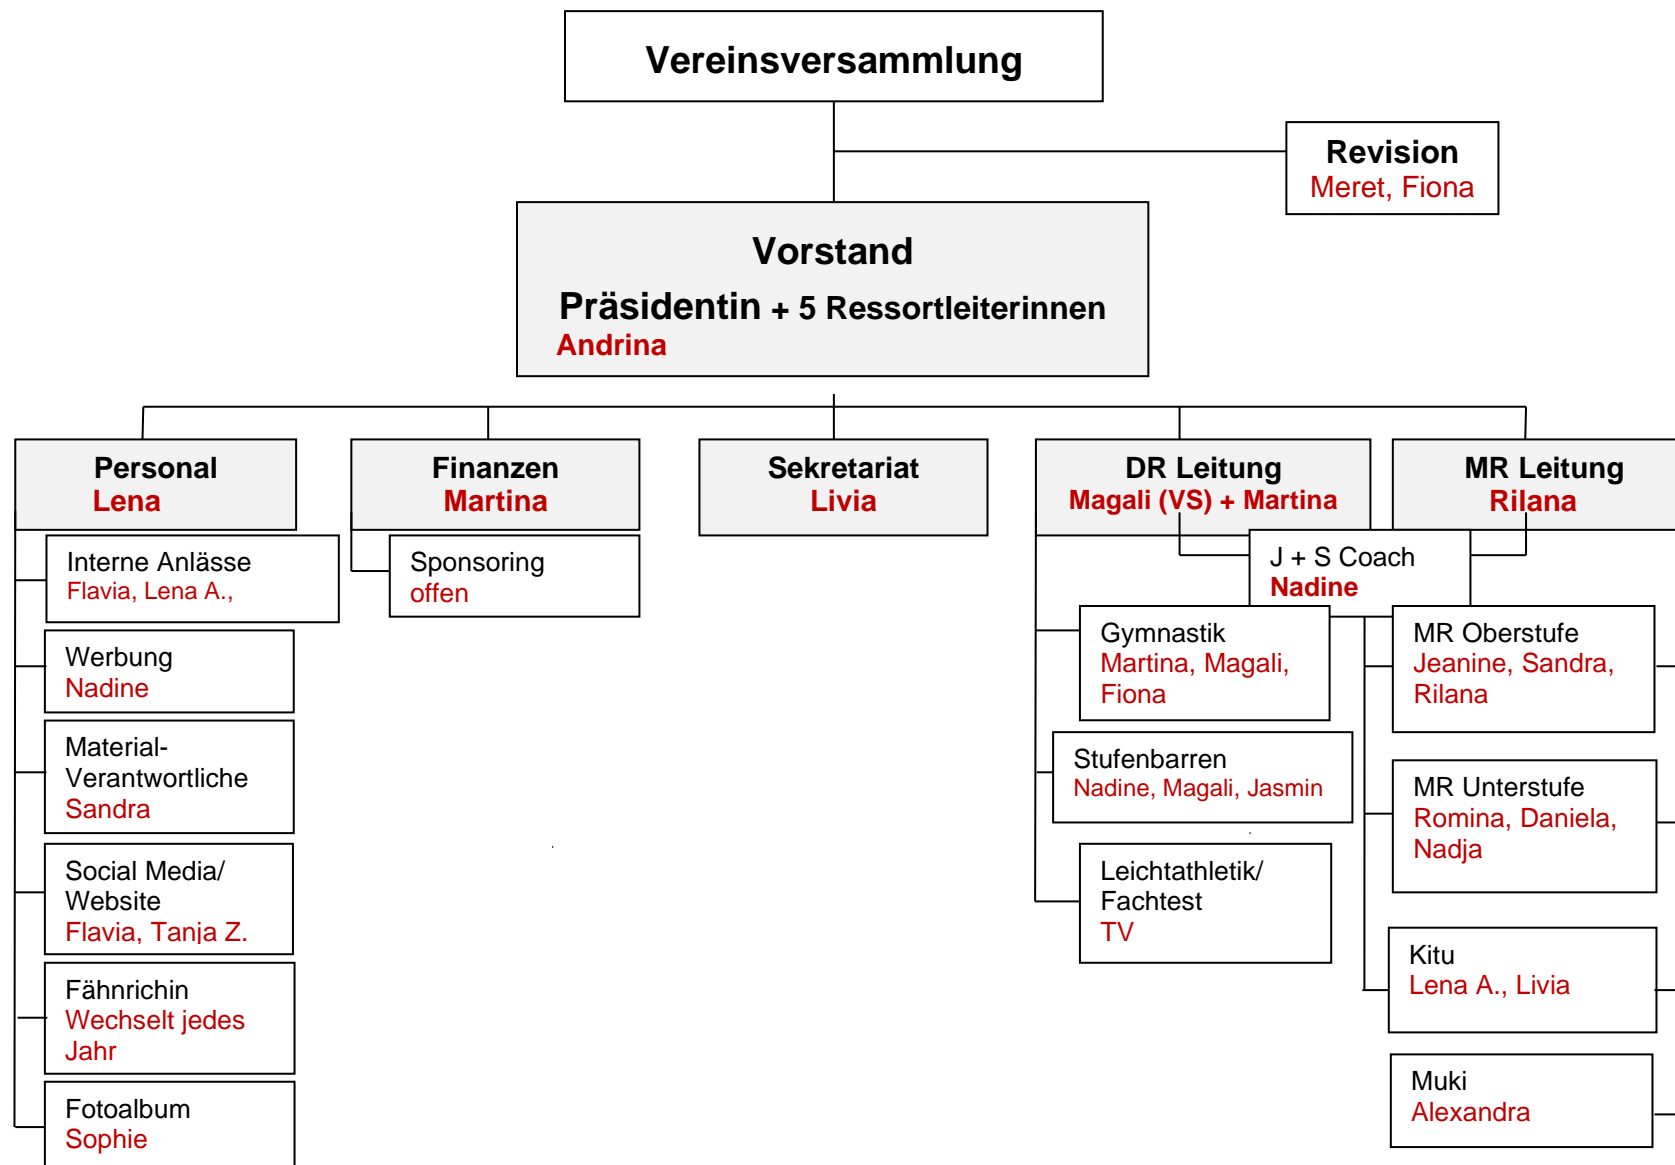 Vereinsversammlung
Revision
Meret, Fiona
Vorstand
Präsidentin + 5 Ressortleiterinnen
Andrina
Personal
Lena
Finanzen
Martina
Sekretariat
Livia
DR Leitung
Magali (VS) + Martina
MR Leitung
Rilana
Interne Anlässe
Flavia, Lena A.,
Werbung
Nadine
Material-
Verantwortliche
Sandra
Social Media/
Website
Flavia, Tanja Z.
Fähnrichin
Wechselt jedes
Jahr
Fotoalbum
Sophie
Sponsoring
offen
J + S Coach
Nadine
Gymnastik
Martina, Magali,
Fiona
Stufenbarren
Nadine, Magali, Jasmin
Leichtathletik/
Fachtest
TV
MR Oberstufe
Jeanine, Sandra,
Rilana
MR Unterstufe
Romina, Daniela,
Nadja
Kitu
Lena A., Livia
Muki
Alexandra